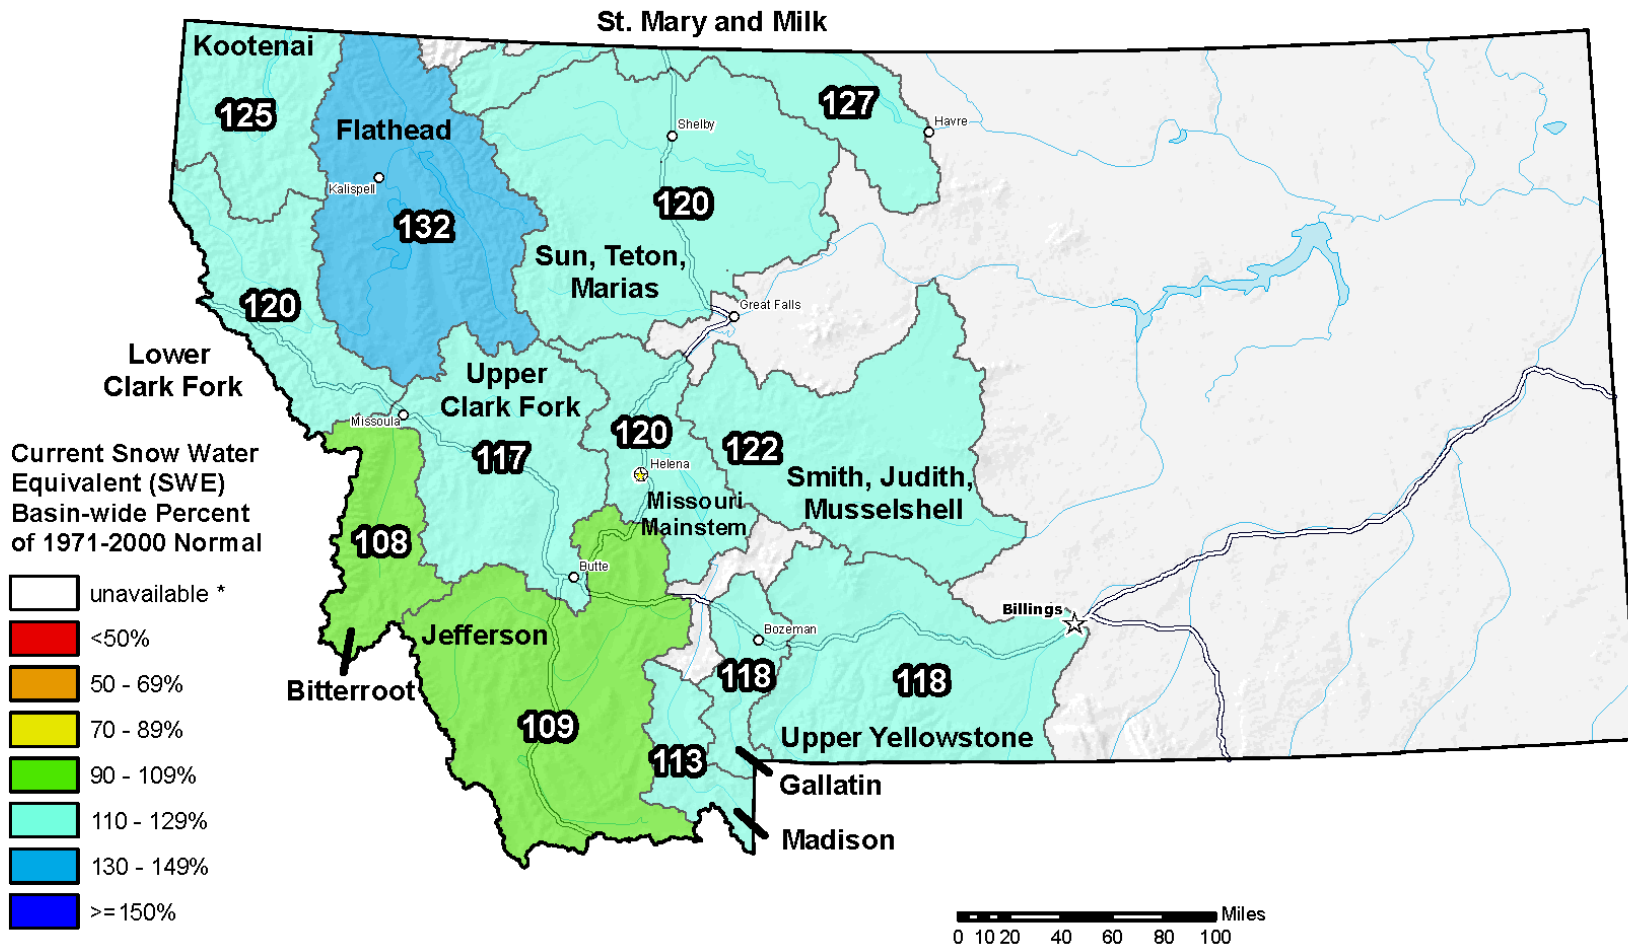 St. Mary and Milk
Kootenai
125
127
Flathead
Shelby
Havre
Kalispell
132
120
Sun, Teton,
Marias
120
Great Falls
Lower
Clark Fork
Upper
Clark Fork
Missoula
117
120
122
Helena
Smith, Judith,
Musselshell
Missouri
Mainstem
108
Butte
Billings
Jefferson
Bozeman
Bitterroot
118
118
109
Upper Yellowstone
113
Gallatin
Madison
Current Snow Water
Equivalent (SWE)
Basin-wide Percent
of 1971-2000 Normal
unavailable *
<50%
50 - 69%
70 - 89%
90 - 109%
110 - 129%
130 - 149%
>=150%
Miles
0 10 20 40 60 80 100